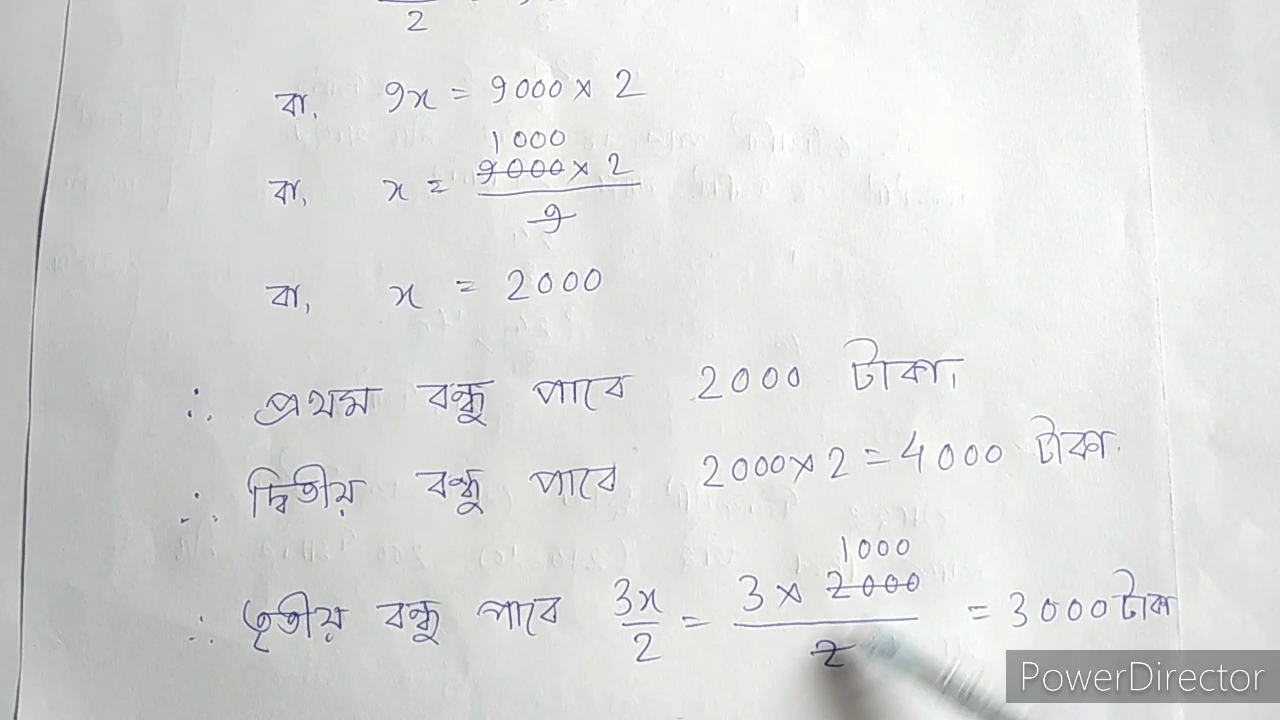 2
বা, 9x = 9000 × 2
1000
বা, x = 9000 × 2 / 9
বা, x = 2000
∴ প্রথম বন্ধু পাবে 2000 টাকা।
∴ দ্বিতীয় বন্ধু পাবে 2000×2 = 4000 টাকা
1000
∴ তৃতীয় বন্ধু পাবে 3x/2 = 3 × 2000 / 2 = 3000 টাকা
PowerDirector